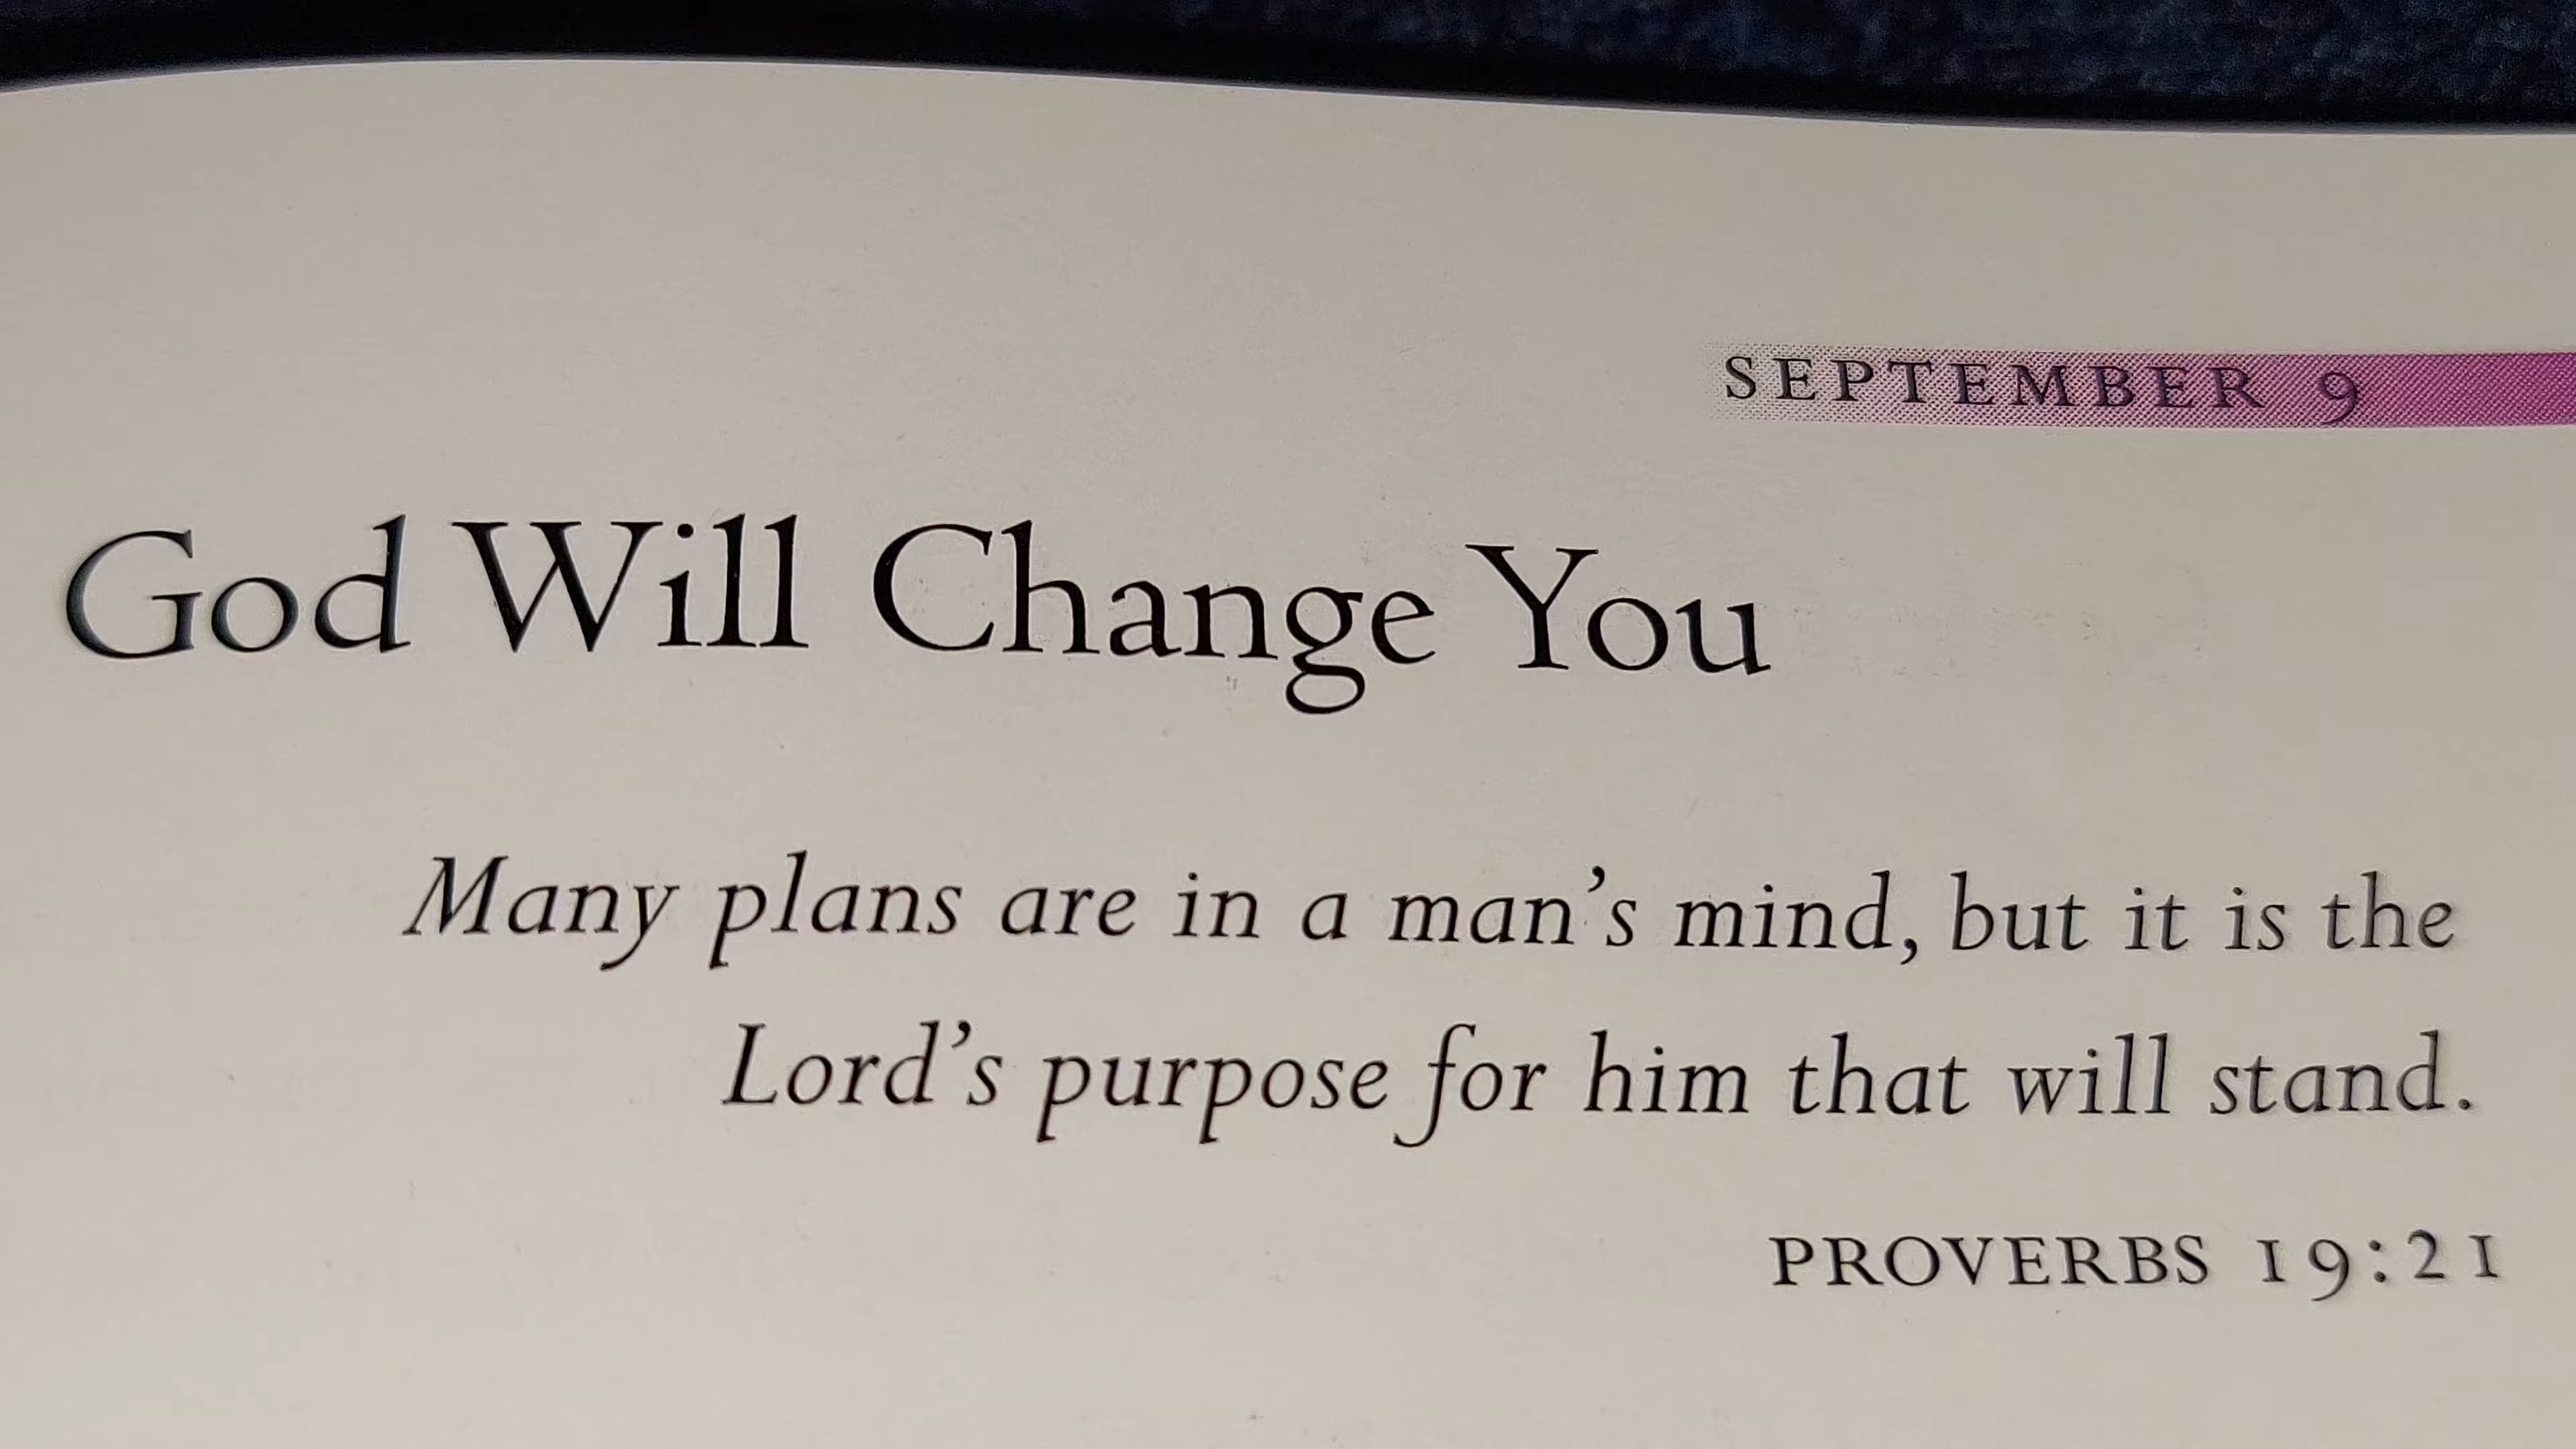 SEPTEMBER 9
God Will Change You
Many plans are in a man’s mind, but it is the
Lord’s purpose for him that will stand.
PROVERBS 19:21